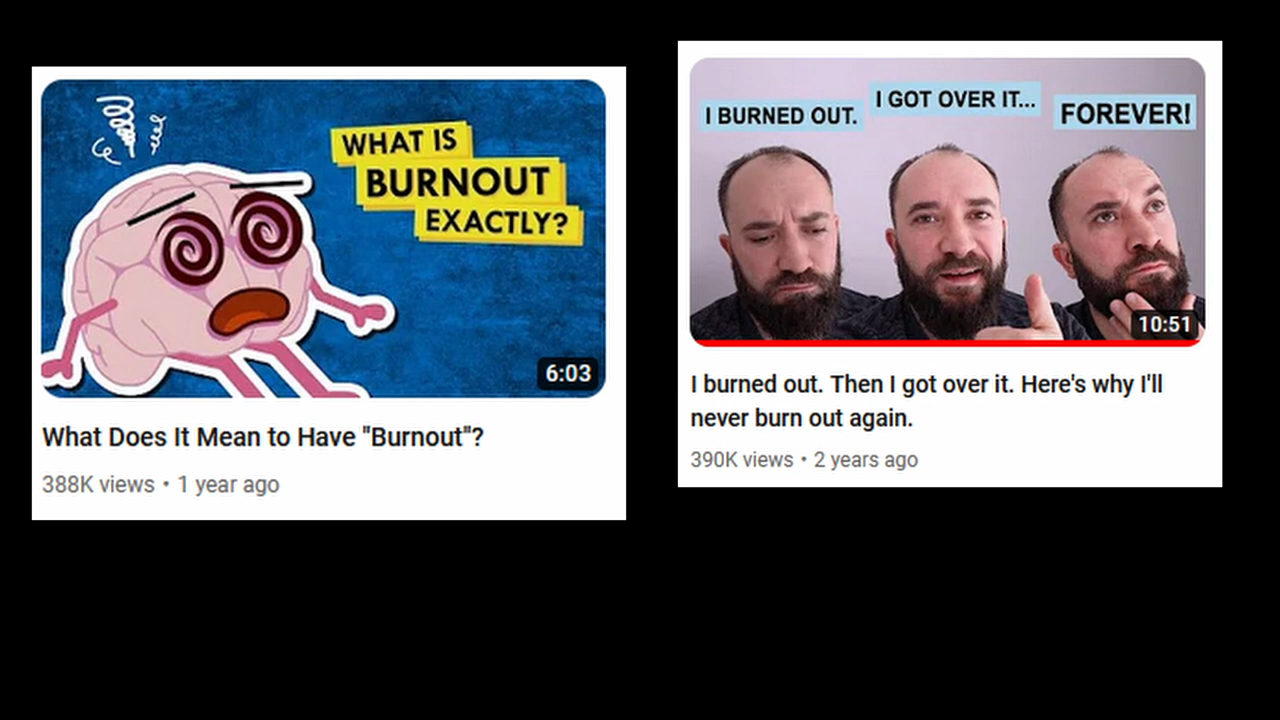 WHAT IS
BURNOUT
EXACTLY?
6:03
What Does It Mean to Have "Burnout"?
388K views • 1 year ago
I BURNED OUT.
I GOT OVER IT...
FOREVER!
10:51
I burned out. Then I got over it. Here's why I'll
never burn out again.
390K views • 2 years ago